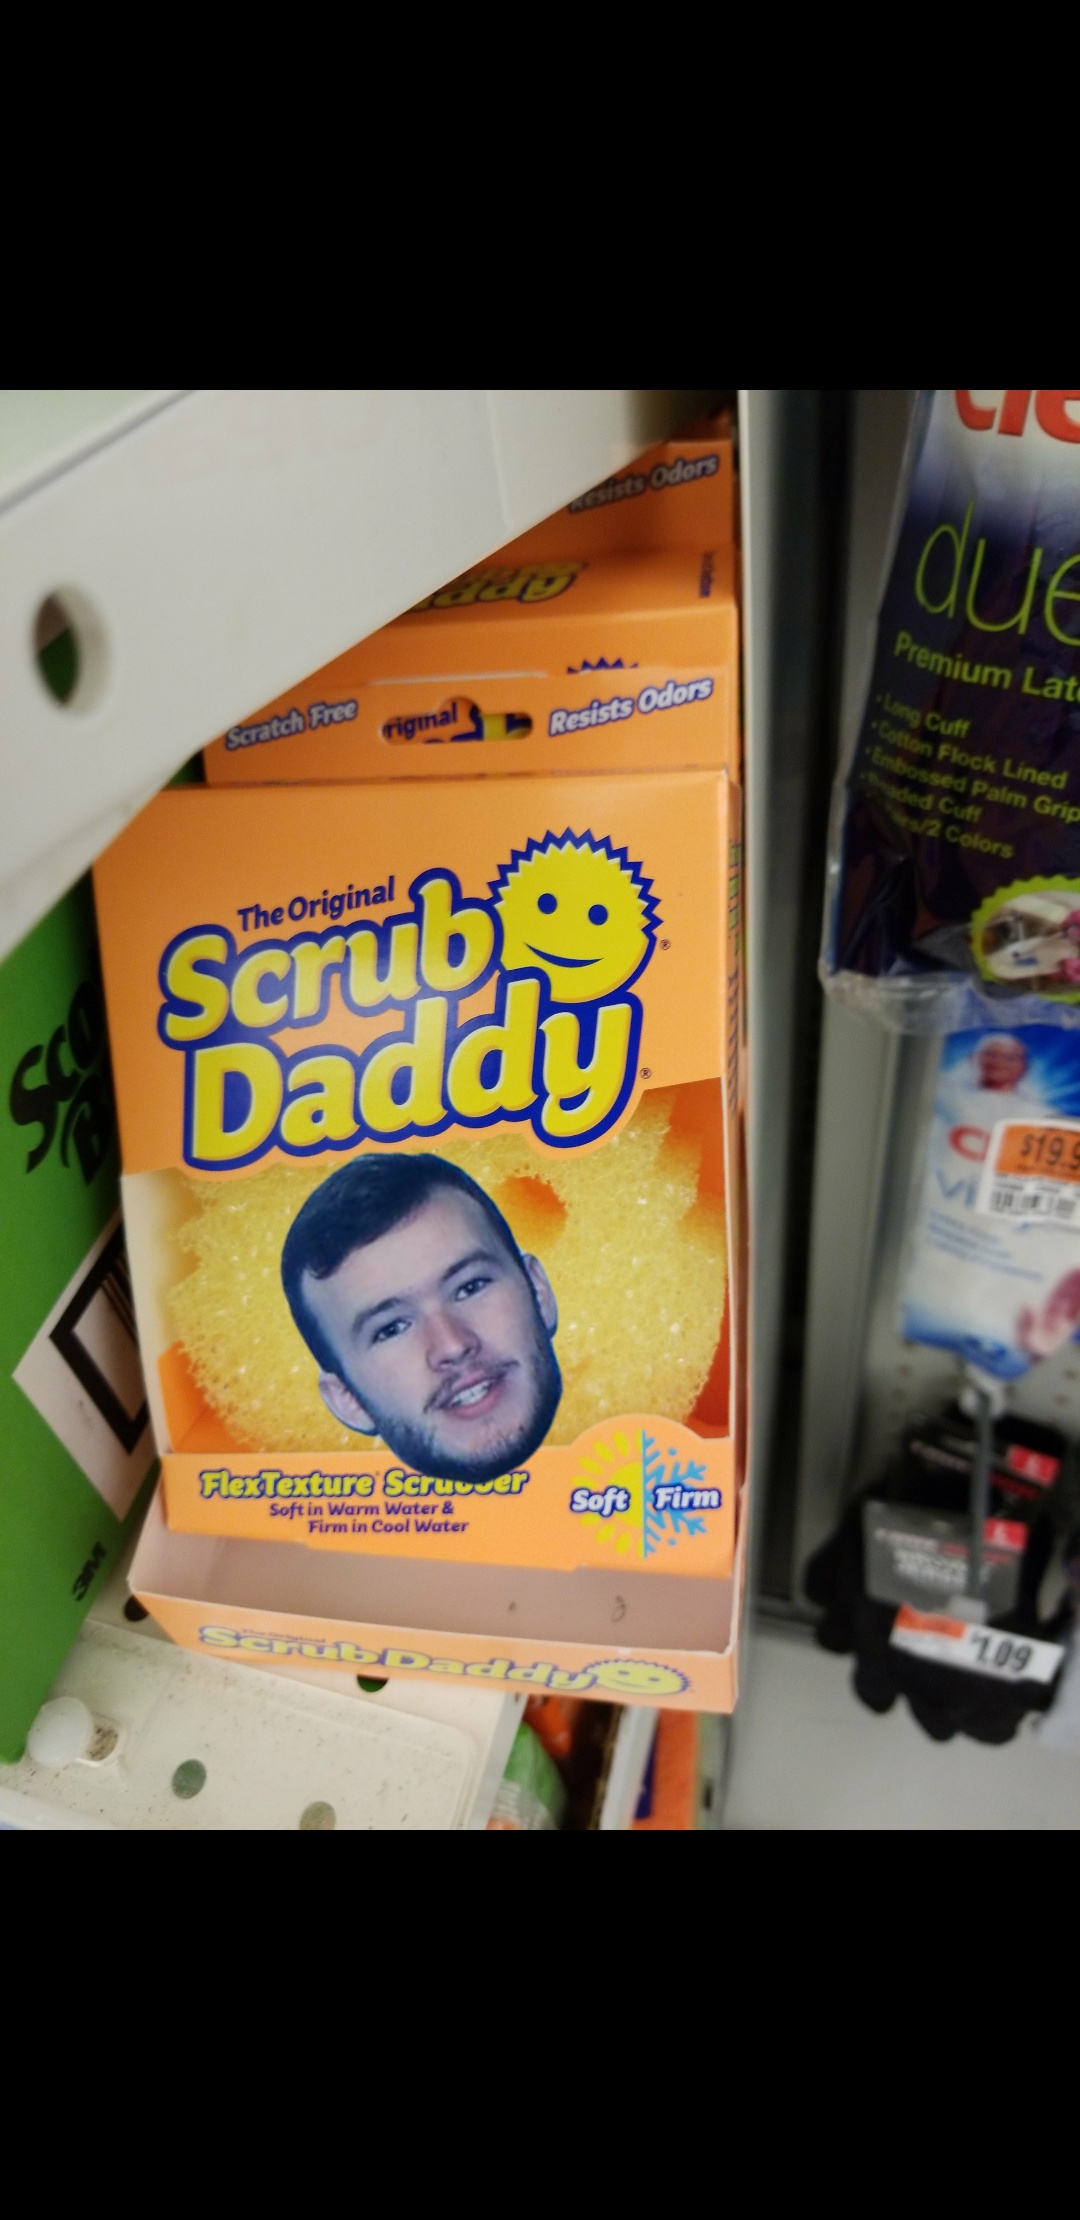 Resists Odors
Scratch Free
Resists Odors
The Original
Scrub
Daddy
FlexTexture Scrubber
Soft in Warm Water &
Firm in Cool Water
Soft
Firm
Scrub Daddy
3M
due
Premium
Long Cuff
Cotton Flock Lined
Embossed Palm Grip
Cuff
/2 Colors
$19.9
1.09